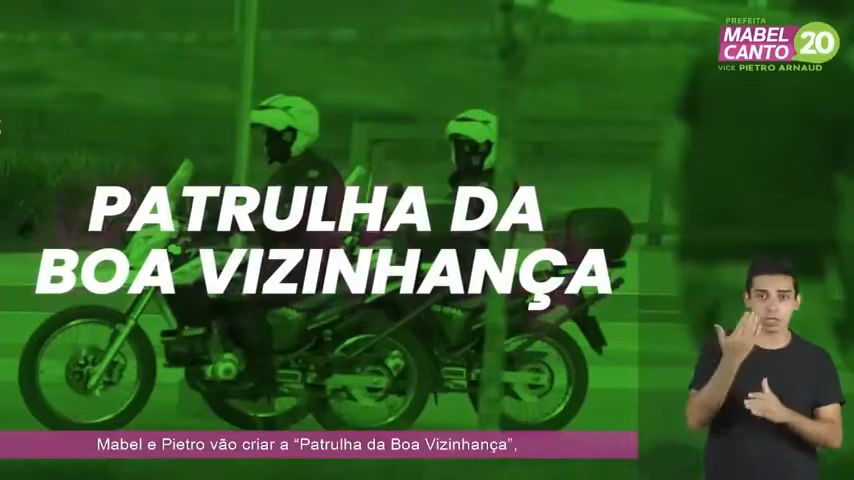 PREFEITA
MABEL
CANTO
20
VICE PIETRO ARNAUD
PATRULHA DA
BOA VIZINHANÇA
Mabel e Pietro vão criar a “Patrulha da Boa Vizinhança”,